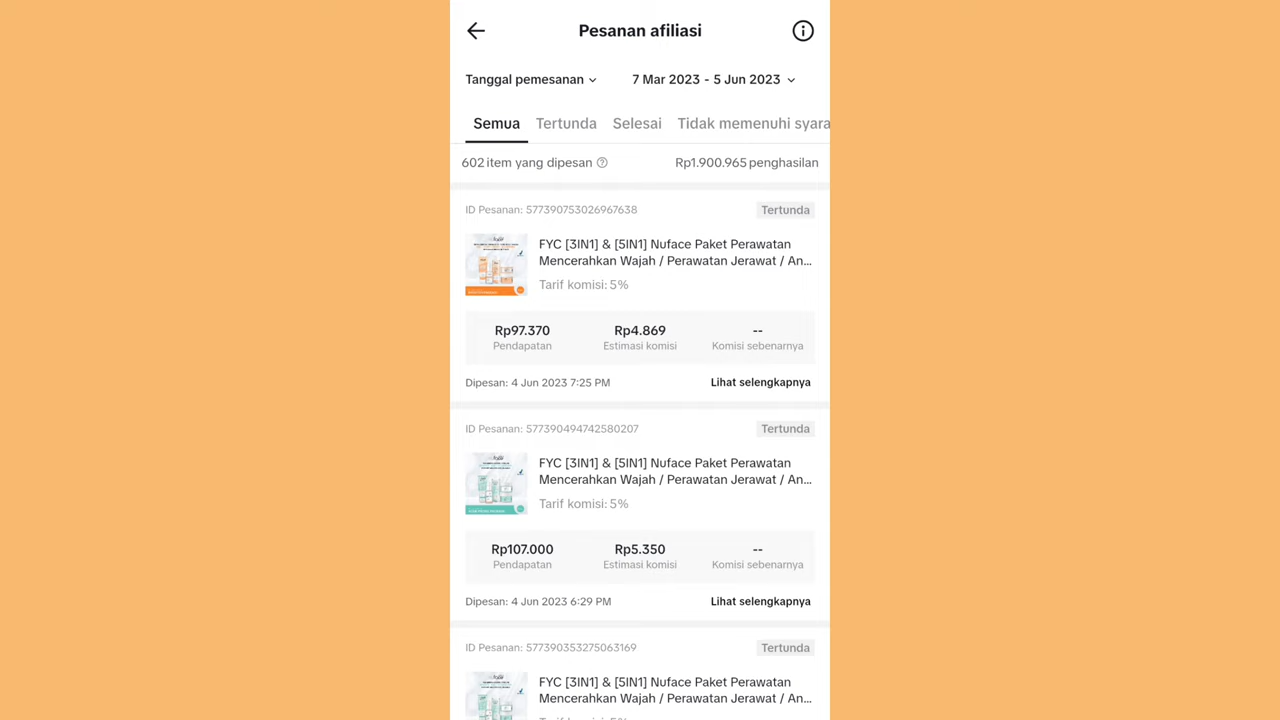 Pesanan afiliasi
Tanggal pemesanan
7 Mar 2023 - 5 Jun 2023
Semua Tertunda Selesai Tidak memenuhi syara
602 item yang dipesan
Rp1.900.965 penghasilan
ID Pesanan: 577390753026967638
Tertunda
FYC [3IN1] & [5IN1] Nuface Paket Perawatan
Mencerahkan Wajah / Perawatan Jerawat / An...
Tarif komisi: 5%
Rp97.370 Rp4.869 --
Pendapatan Estimasi komisi Komisi sebenarnya
Dipesan: 4 Jun 2023 7:25 PM
Lihat selengkapnya
ID Pesanan: 577390494742580207
Tertunda
FYC [3IN1] & [5IN1] Nuface Paket Perawatan
Mencerahkan Wajah / Perawatan Jerawat / An...
Tarif komisi: 5%
Rp107.000 Rp5.350 --
Pendapatan Estimasi komisi Komisi sebenarnya
Dipesan: 4 Jun 2023 6:29 PM
Lihat selengkapnya
ID Pesanan: 577390353275063169
Tertunda
FYC [3IN1] & [5IN1] Nuface Paket Perawatan
Mencerahkan Wajah / Perawatan Jerawat / An...
Tarif komisi: 5%